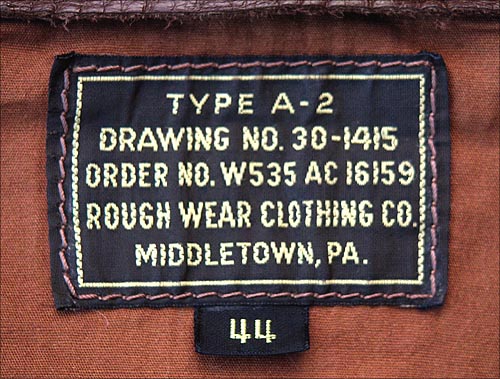 TYPE A-2
DRAWING NO. 30-1415
ORDER NO. W535 AC 16159
ROUGH WEAR CLOTHING CO.
MIDDLETOWN, PA.
44